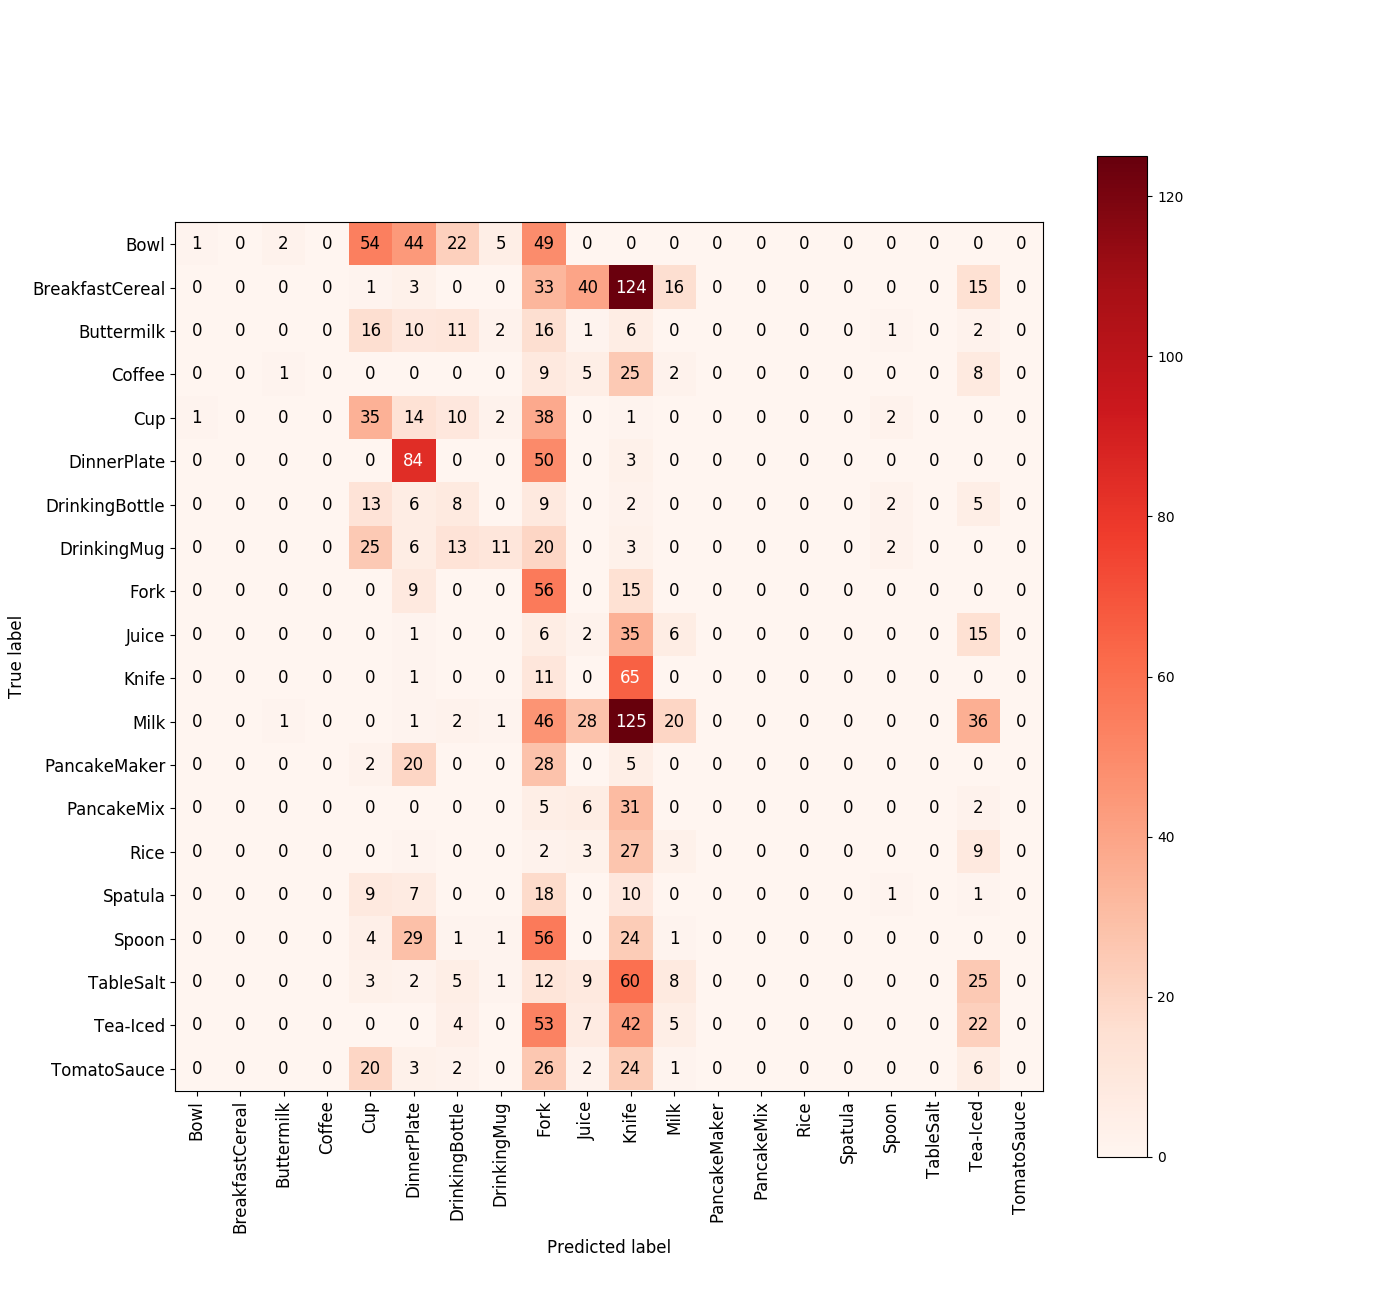 Bowl 1 0 2 0 54 44 22 5 49 0 0 0 0 0 0 0 0 0 0 0
BreakfastCereal 0 0 0 0 1 3 0 0 33 40 124 16 0 0 0 0 0 0 15 0
Buttermilk 0 0 0 0 16 10 11 2 16 1 6 0 0 0 0 0 1 0 2 0
Coffee 0 0 1 0 0 0 0 0 9 5 25 2 0 0 0 0 0 0 8 0
Cup 1 0 0 0 35 14 10 2 38 0 1 0 0 0 0 0 2 0 0 0
DinnerPlate 0 0 0 0 0 84 0 0 50 0 3 0 0 0 0 0 0 0 0 0
DrinkingBottle 0 0 0 0 13 6 8 0 9 0 2 0 0 0 0 0 2 0 5 0
DrinkingMug 0 0 0 0 25 6 13 11 20 0 3 0 0 0 0 0 2 0 0 0
Fork 0 0 0 0 0 9 0 0 56 0 15 0 0 0 0 0 0 0 0 0
Juice 0 0 0 0 0 1 0 0 6 2 35 6 0 0 0 0 0 0 15 0
Knife 0 0 0 0 0 1 0 0 11 0 65 0 0 0 0 0 0 0 0 0
Milk 0 0 1 0 0 1 2 1 46 28 125 20 0 0 0 0 0 0 36 0
PancakeMaker 0 0 0 0 2 20 0 0 28 0 5 0 0 0 0 0 0 0 0 0
PancakeMix 0 0 0 0 0 0 0 0 5 6 31 0 0 0 0 0 0 0 2 0
Rice 0 0 0 0 0 1 0 0 2 3 27 3 0 0 0 0 0 0 9 0
Spatula 0 0 0 0 9 7 0 0 18 0 10 0 0 0 0 0 1 0 1 0
Spoon 0 0 0 0 4 29 1 1 56 0 24 1 0 0 0 0 0 0 0 0
TableSalt 0 0 0 0 3 2 5 1 12 9 60 8 0 0 0 0 0 0 25 0
Tea-Iced 0 0 0 0 0 0 4 0 53 7 42 5 0 0 0 0 0 0 22 0
TomatoSauce 0 0 0 0 20 3 2 0 26 2 24 1 0 0 0 0 0 0 6 0
True label
Bowl
BreakfastCereal
Buttermilk
Coffee
Cup
DinnerPlate
DrinkingBottle
DrinkingMug
Fork
Juice
Knife
Milk
PancakeMaker
PancakeMix
Rice
Spatula
Spoon
TableSalt
Tea-Iced
TomatoSauce
Predicted label
120
100
80
60
40
20
0